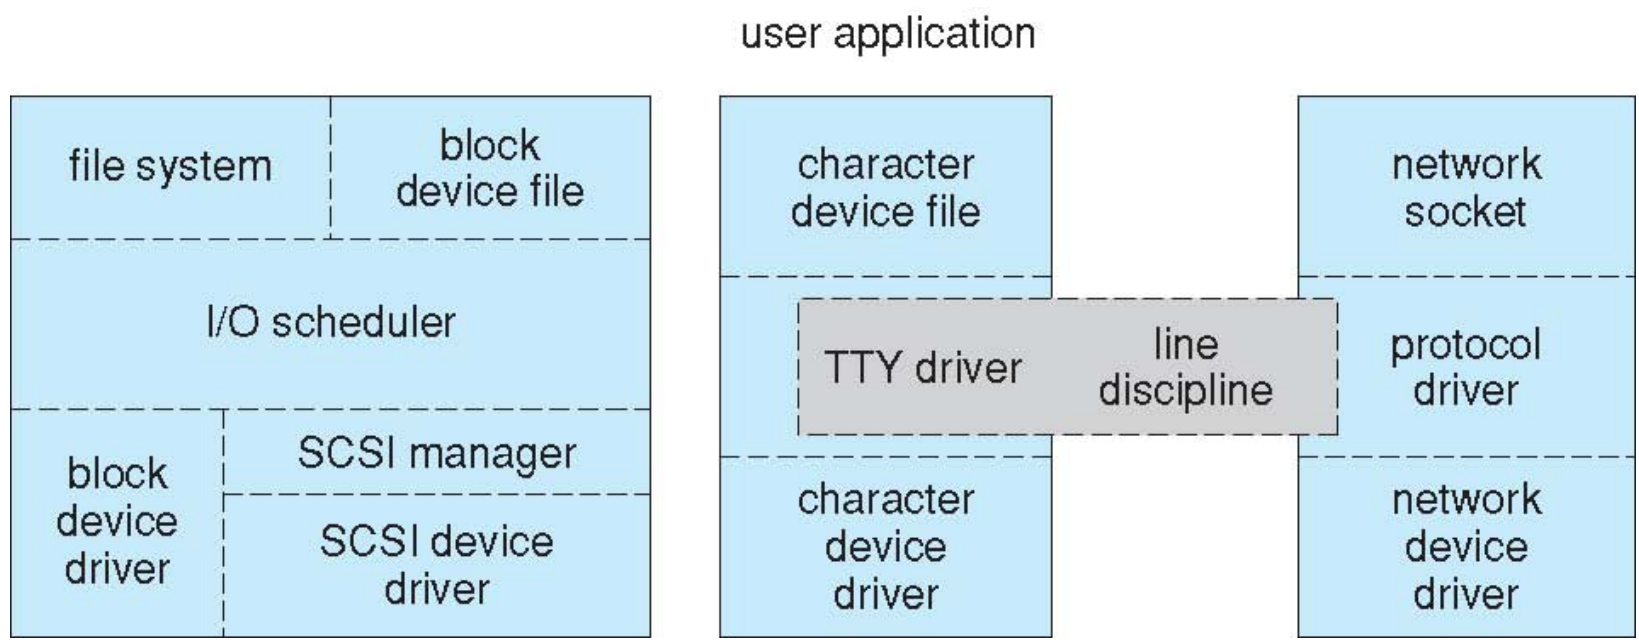 user application
file system
block
device file
I/O scheduler
block
device
driver
SCSI manager
SCSI device
driver
character
device file
TTY driver
line
discipline
character
device
driver
network
socket
protocol
driver
network
device
driver